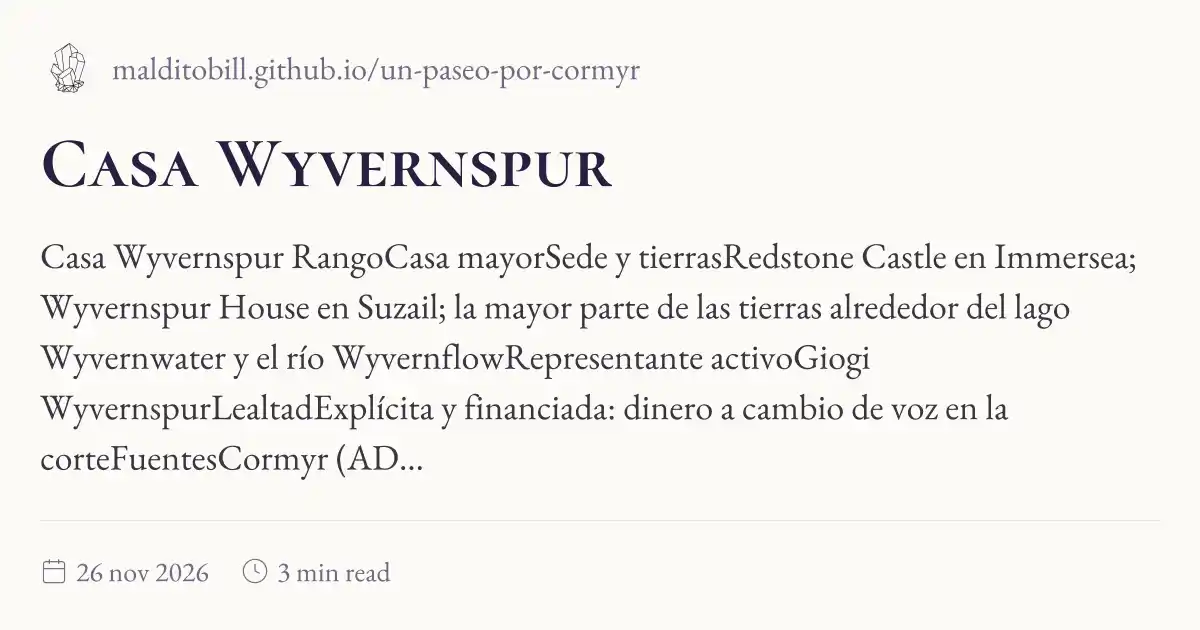 malditobill.github.io/un-paseo-por-cormyr
Casa Wyvernspur
Casa Wyvernspur RangoCasa mayorSede y tierrasRedstone Castle en Immersea;
Wyvernspur House en Suzail; la mayor parte de las tierras alrededor del lago
Wyvernwater y el río WyvernflowRepresentante activoGiogi
WyvernspurLealtadExplícita y financiada: dinero a cambio de voz en la
corteFuentesCormyr (AD...
26 nov 2026
3 min read